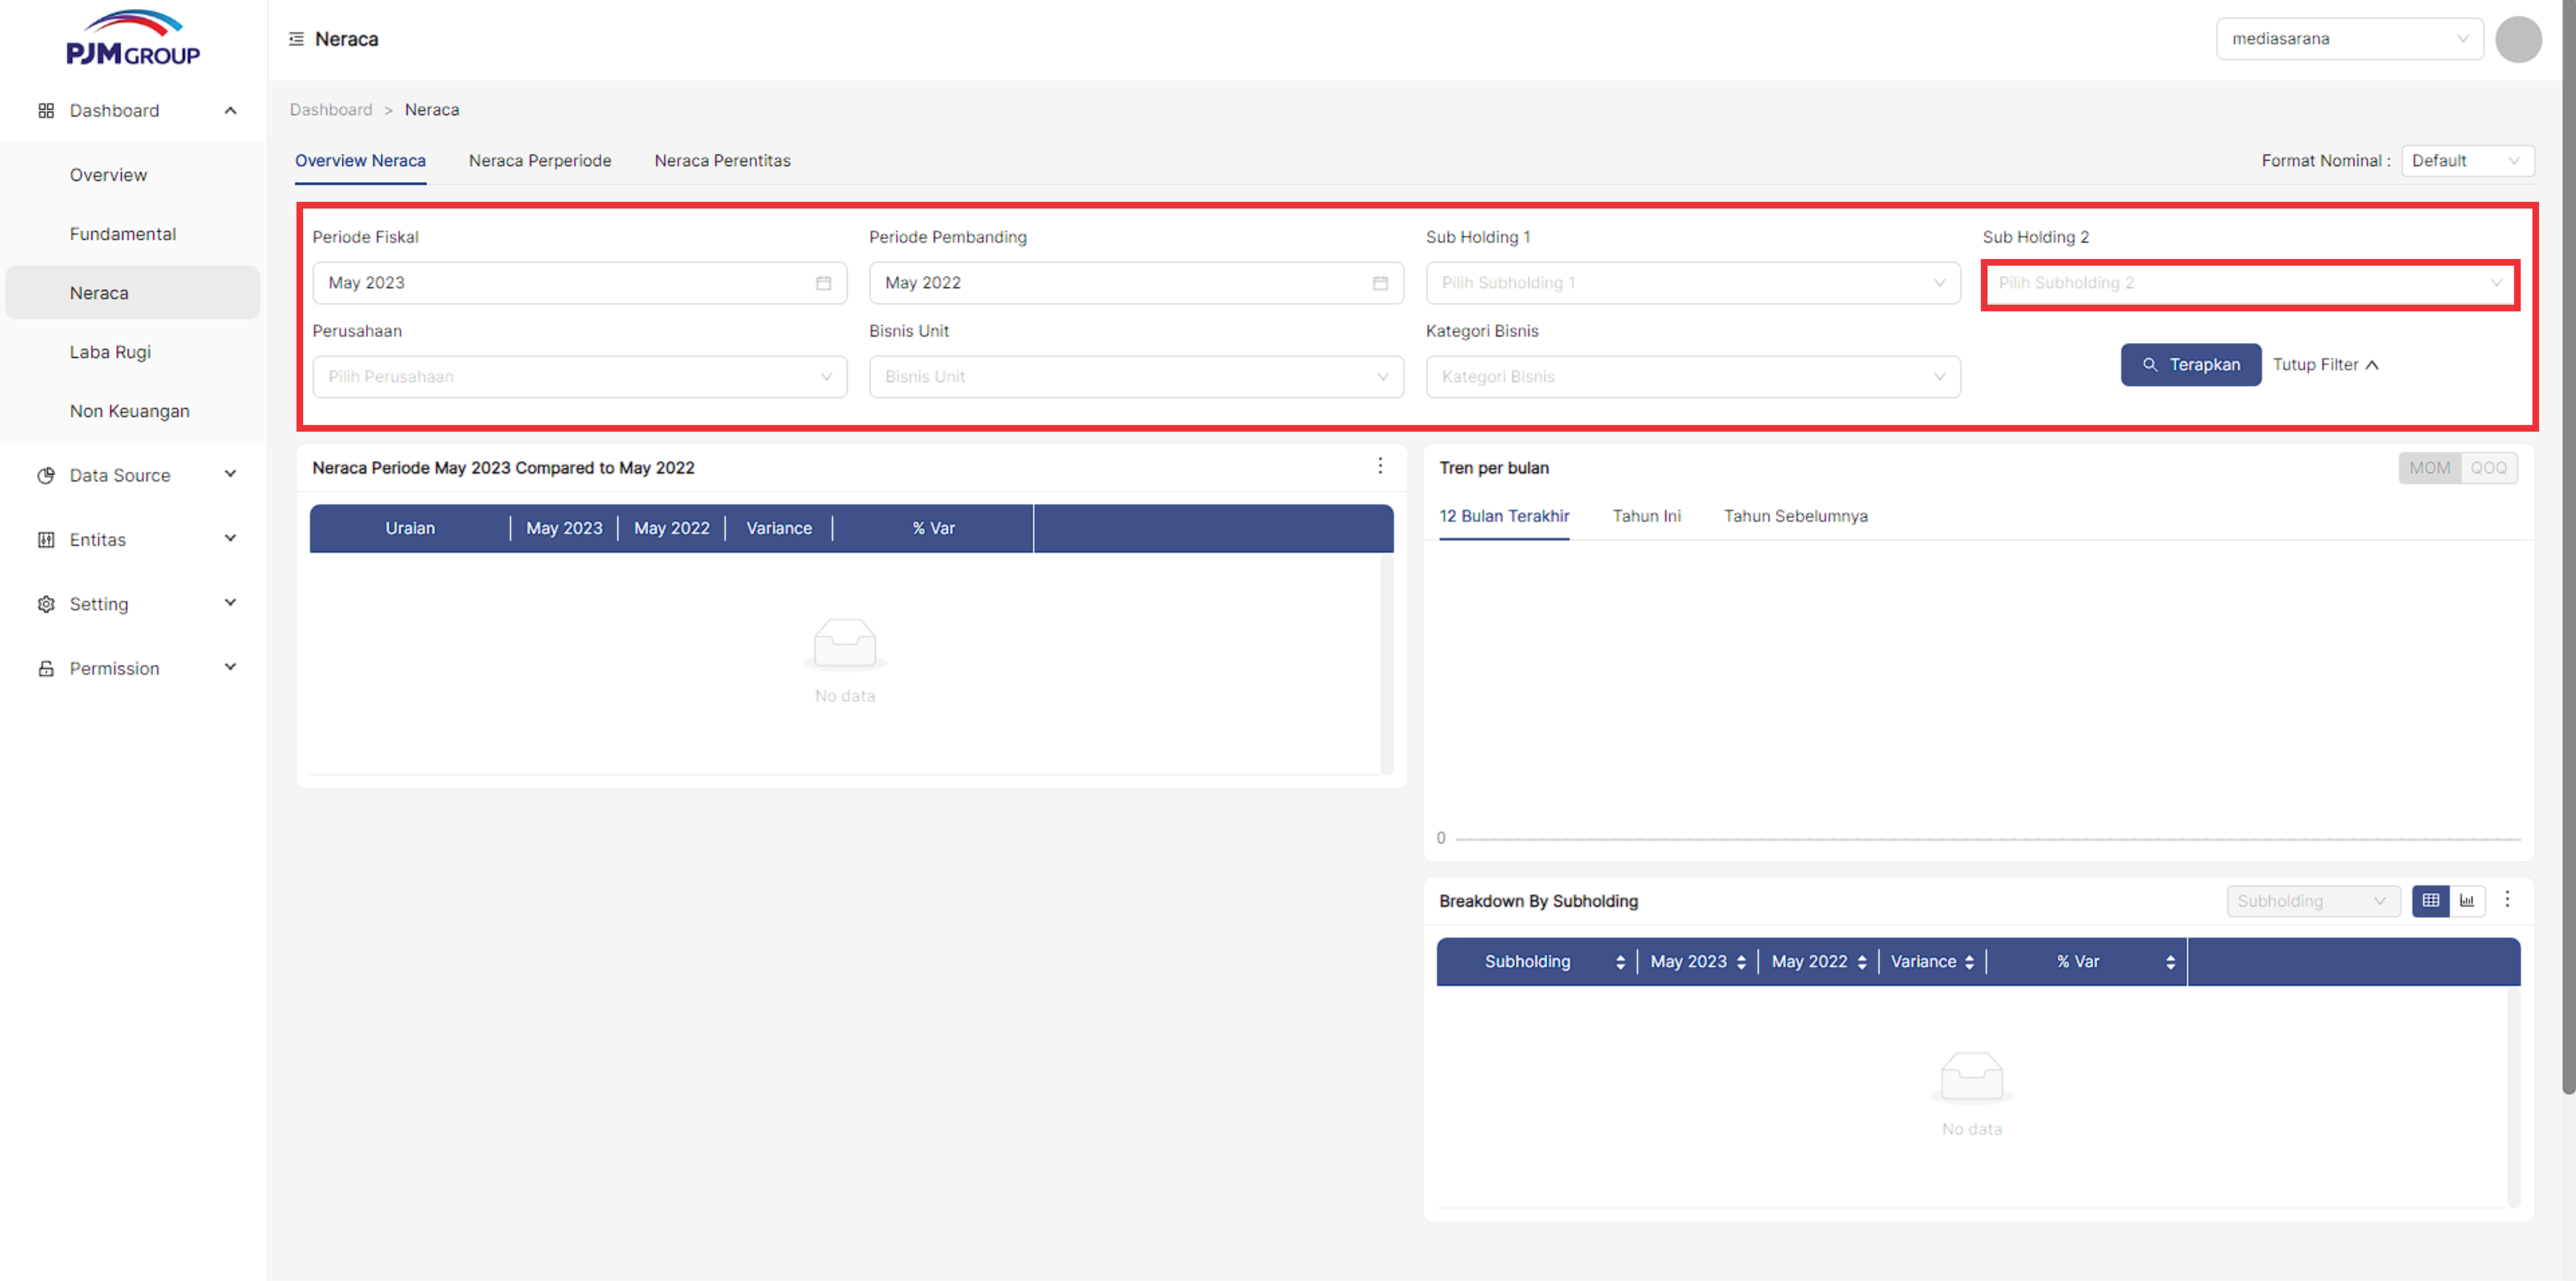 PJM GROUP
Neraca
mediasarana
Dashboard
Overview
Fundamental
Neraca
Laba Rugi
Non Keuangan
Data Source
Entitas
Setting
Permission
Dashboard > Neraca
Overview Neraca Neraca Perperiode Neraca Perentitas
Format Nominal : Default
Periode Fiskal Periode Pembanding Sub Holding 1 Sub Holding 2
May 2023 May 2022 Pilih Subholding 1 Pilih Subholding 2
Perusahaan Bisnis Unit Kategori Bisnis
Pilih Perusahaan Bisnis Unit Kategori Bisnis
Terapkan Tutup Filter
Neraca Periode May 2023 Compared to May 2022
Uraian May 2023 May 2022 Variance % Var
No data
Tren per bulan
MOM QOQ
12 Bulan Terakhir Tahun Ini Tahun Sebelumnya
0
Breakdown By Subholding
Subholding
Subholding May 2023 May 2022 Variance % Var
No data